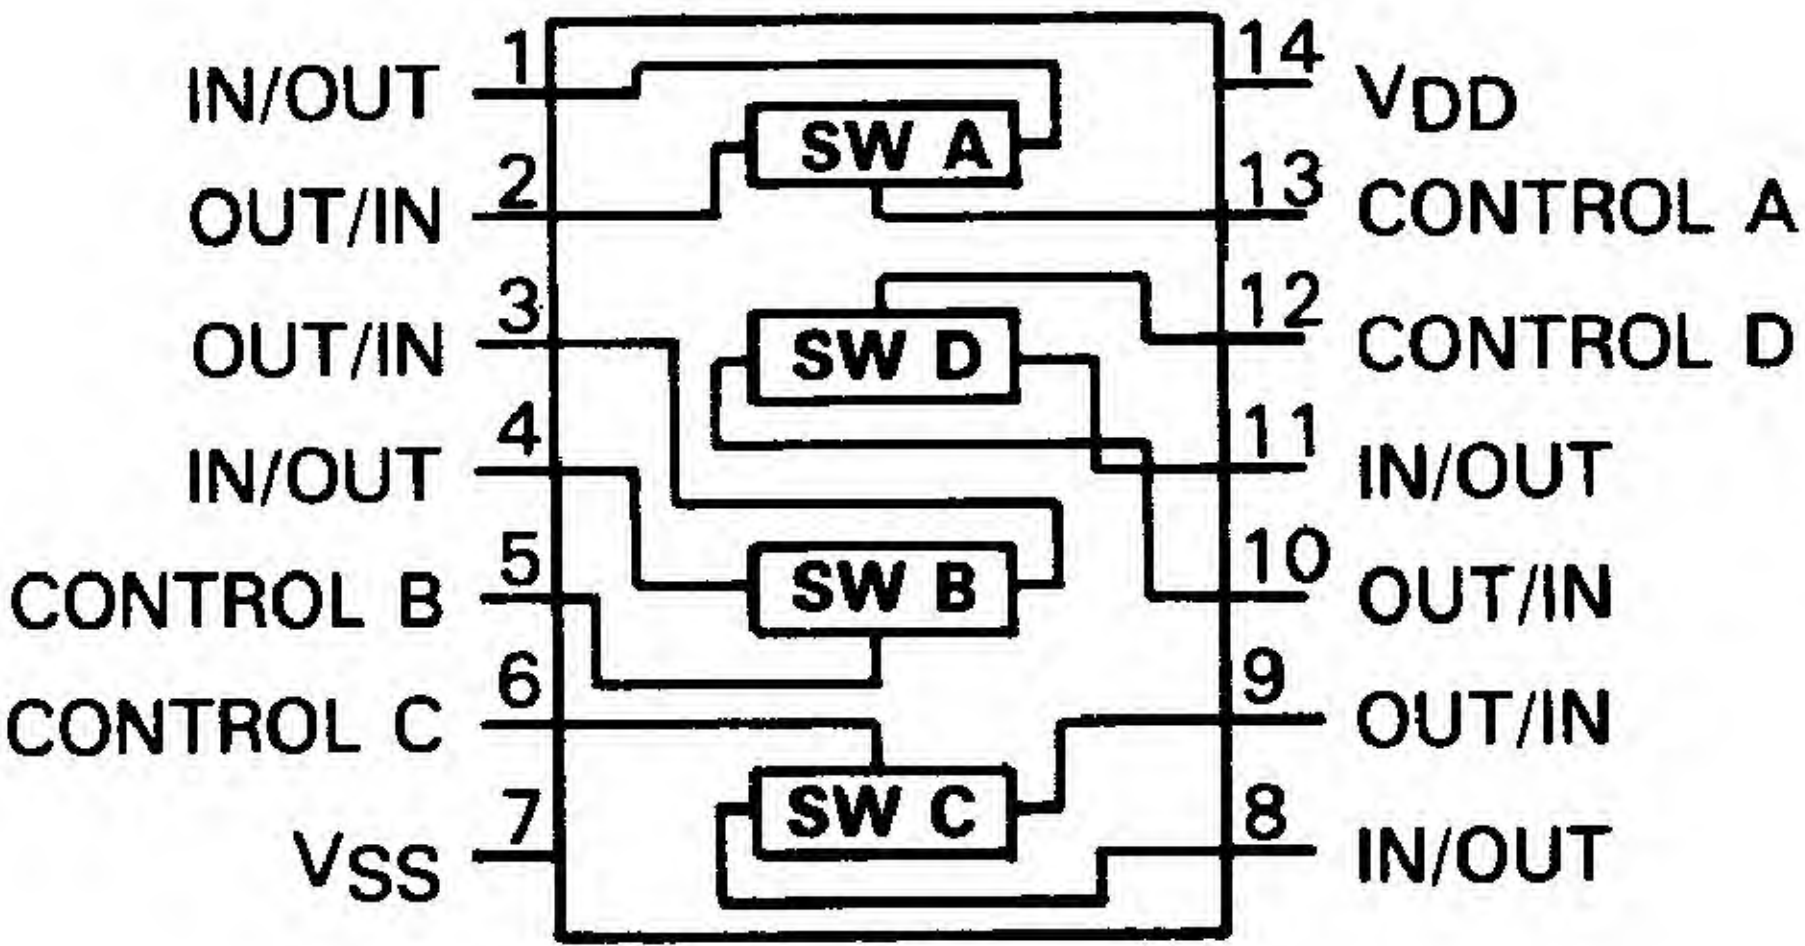 1
IN/OUT
2
OUT/IN
3
OUT/IN
4
IN/OUT
5
CONTROL B
6
CONTROL C
7
VSS
SW A
SW D
SW B
SW C
14
VDD
13
CONTROL A
12
CONTROL D
11
IN/OUT
10
OUT/IN
9
OUT/IN
8
IN/OUT